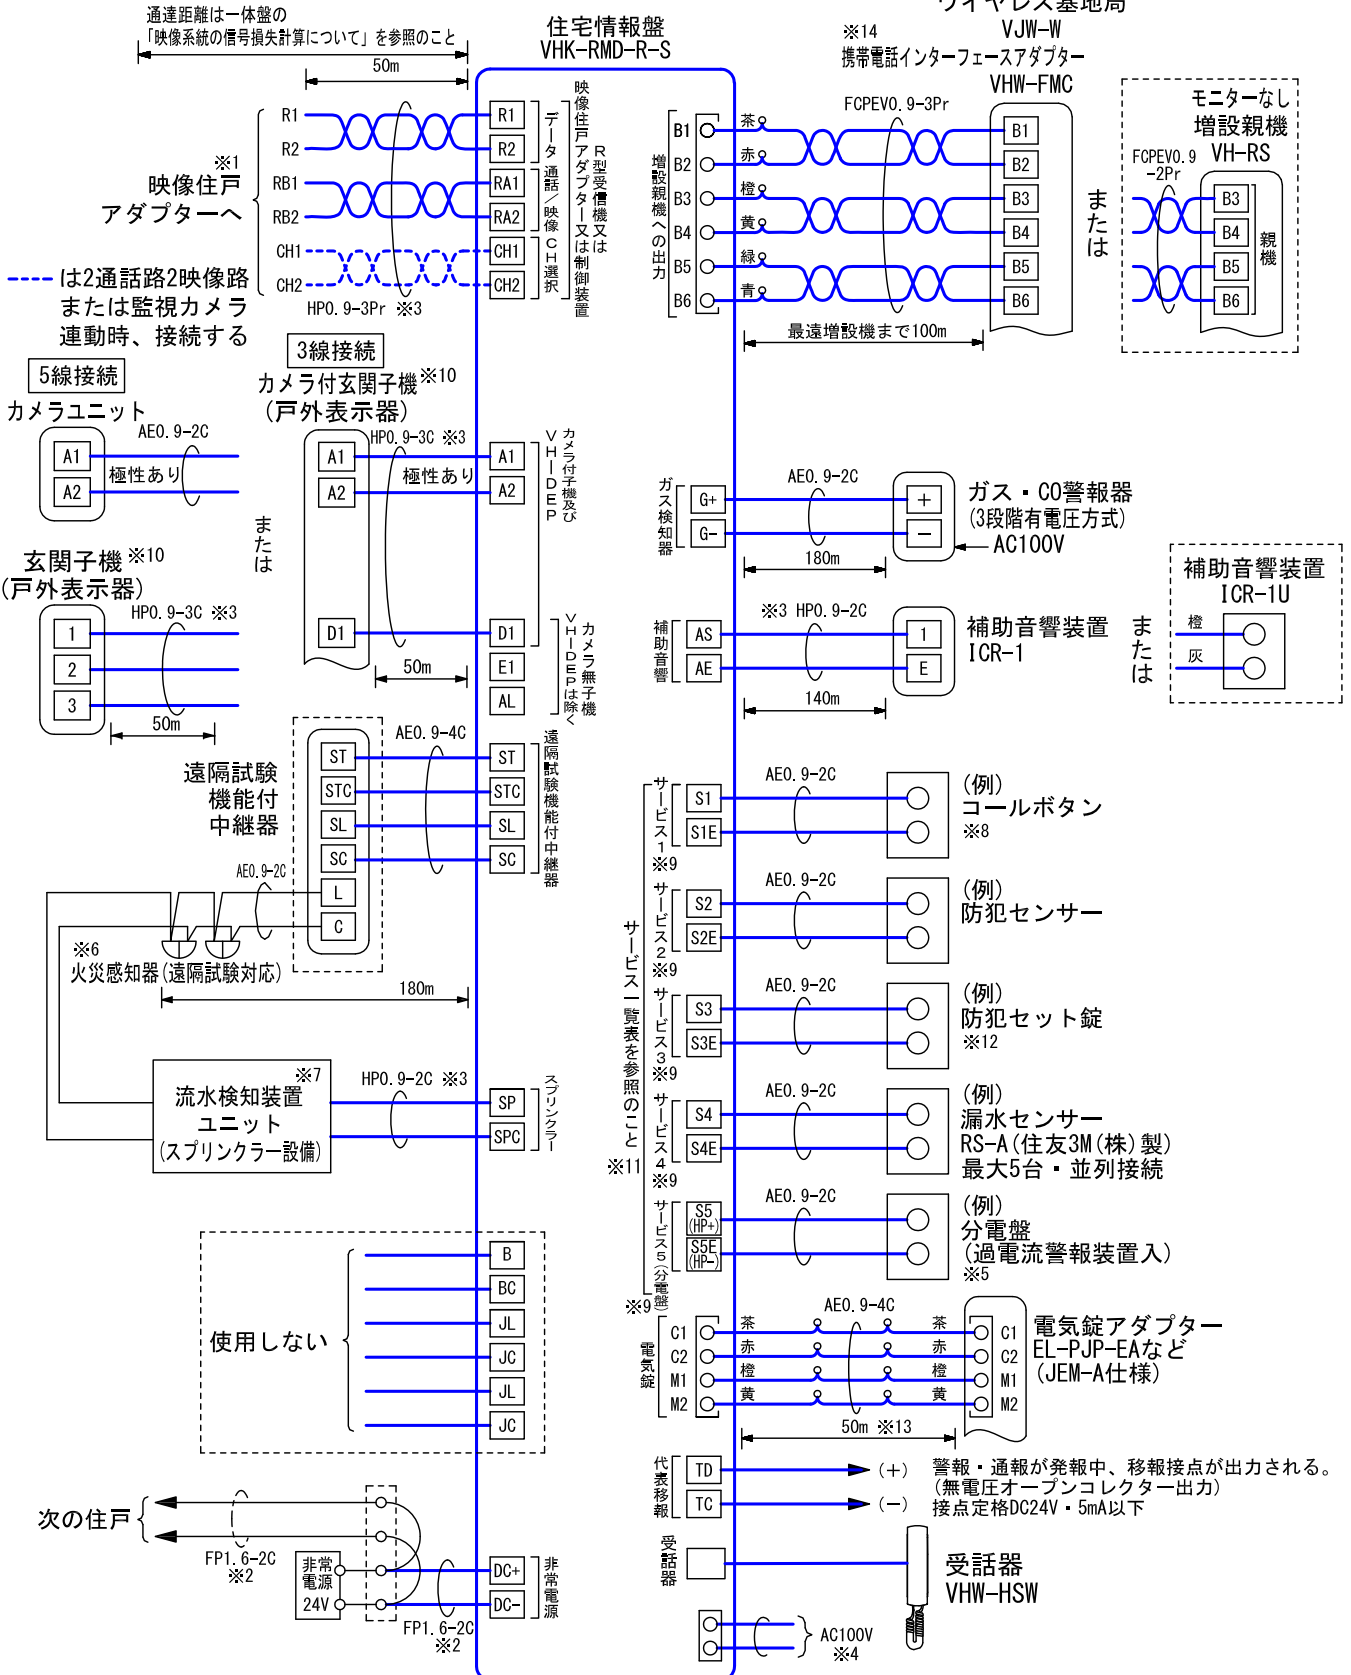 通達距離は一体盤の
「映像系統の信号損失計算について」を参照のこと
50m
住宅情報盤
VHK-RMD-R-S
※14
携帯電話インターフェースアダプター
VJW-W
VHW-FMC
R1
R2
RB1
RB2
CH1
CH2
※1
映像住戸
アダプターへ
HP0.9-3Pr ※3
R1
R2
RA1
RA2
CH1
CH2
データ
通話/映像
CH選択
映像住戸アダプター又は制御装置
R型受信機又は
は2通話路2映像路
または監視カメラ
連動時、接続する
増設親機への出力
B1
B2
B3
B4
B5
B6
茶
赤
橙
黄
緑
青
FCPEV0.9-3Pr
B1
B2
B3
B4
B5
B6
最遠増設機まで100m
または
モニターなし
増設親機
VH-RS
FCPEV0.9
-2Pr
B3
B4
B5
B6
親機
5線接続
カメラユニット
A1
A2
AE0.9-2C
極性あり
玄関子機※10
(戸外表示器)
HP0.9-3C ※3
1
2
3
50m
または
3線接続
カメラ付玄関子機※10
(戸外表示器)
A1
A2
D1
HP0.9-3C ※3
極性あり
50m
A1
A2
カメラ付子機及び
VHIDEP
D1
E1
AL
カメラ無子機
VHIDEPは除く
ガス検知器
G+
G-
AE0.9-2C
180m
+
-
ガス・CO警報器
(3段階有電圧方式)
AC100V
補助音響
AS
AE
※3 HP0.9-2C
140m
1
E
補助音響装置
ICR-1
または
補助音響装置
ICR-1U
橙
灰
遠隔試験
機能付
中継器
ST
STC
SL
SC
L
C
AE0.9-4C
ST
STC
SL
SC
遠隔試験機能付中継器
AE0.9-2C
※6
火災感知器(遠隔試験対応)
180m
※7
流水検知装置
ユニット
(スプリンクラー設備)
HP0.9-2C ※3
SP
SPC
スプリンクラー
サービス一覧表を参照のこと
※11
サービス1
※9
S1
S1E
AE0.9-2C
(例)
コールボタン
※8
サービス2
※9
S2
S2E
AE0.9-2C
(例)
防犯センサー
サービス3
※9
S3
S3E
AE0.9-2C
(例)
防犯セット錠
※12
サービス4
※9
S4
S4E
AE0.9-2C
(例)
漏水センサー
RS-A(住友3M(株)製)
最大5台・並列接続
サービス5(分電盤)
※9
S5
(HP+)
S5E
(HP-)
AE0.9-2C
(例)
分電盤
(過電流警報装置入)
※5
使用しない
B
BC
JL
JC
JL
JC
電気錠
C1
C2
M1
M2
茶
赤
橙
黄
AE0.9-4C
茶
赤
橙
黄
C1
C2
M1
M2
50m ※13
電気錠アダプター
EL-PJP-EAなど
(JEM-A仕様)
代表移報
TD
TC
(+)
(-)
警報・通報が発報中、移報接点が出力される。
(無電圧オープンコレクター出力)
接点定格DC24V・5mA以下
次の住戸
FP1.6-2C
※2
非常
電源
24V
FP1.6-2C
※2
DC+
DC-
非常電源
受話器
受話器
VHW-HSW
AC100V
※4